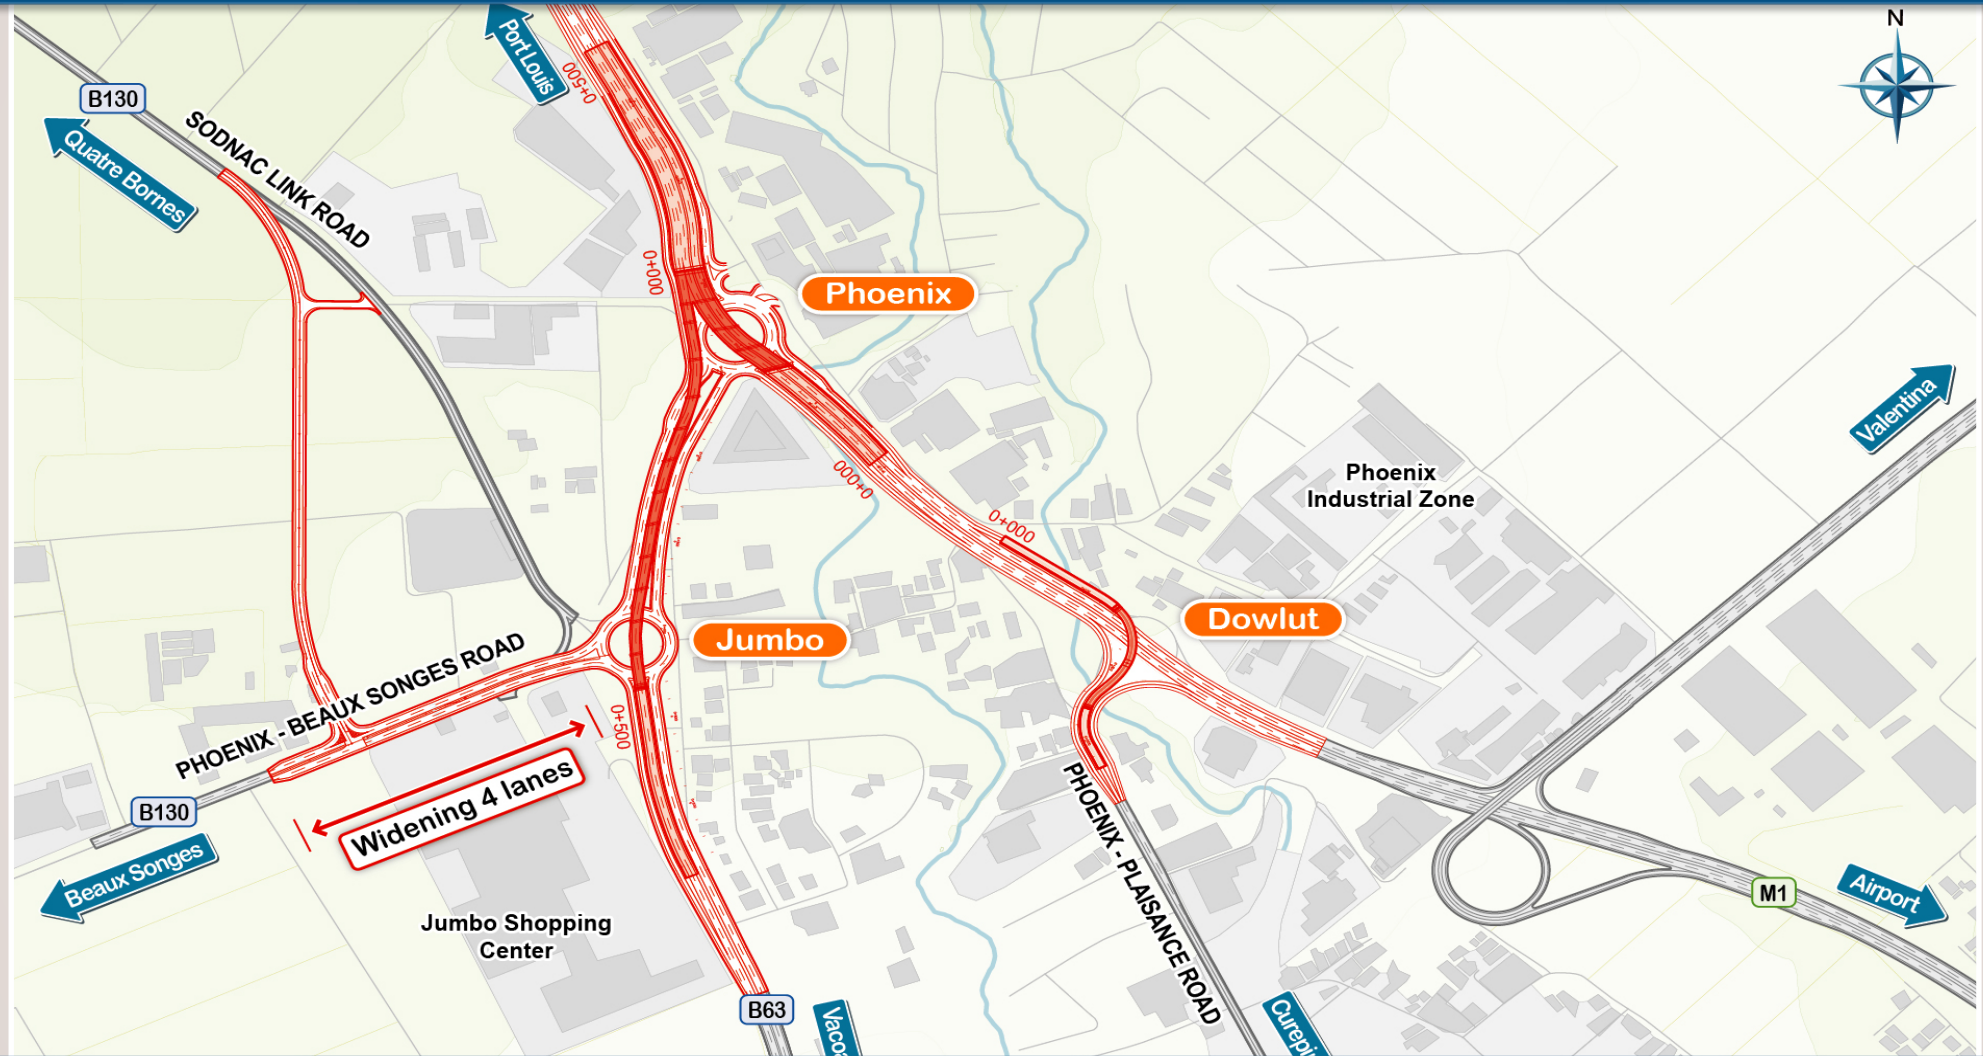 N
Port Louis
0+500
B130
SODNAC LINK ROAD
Quatre Bornes
0+000
Phoenix
Valentina
Phoenix
Industrial Zone
0+000
0+000
Dowlut
Jumbo
PHOENIX - BEAUX SONGES ROAD
0+500
Widening 4 lanes
B130
Beaux Songes
PHOENIX - PLAISANCE ROAD
M1
Airport
Jumbo Shopping
Center
B63